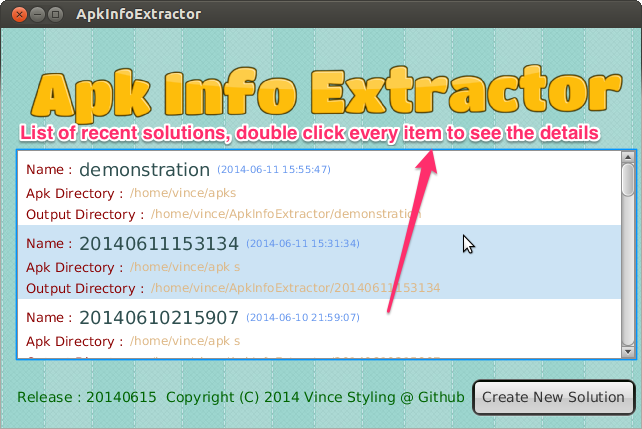 ApkInfoExtractor
Apk Info Extractor
List of recent solutions, double click every item to see the details
Name : demonstration (2014-06-11 15:55:47)
Apk Directory : /home/vince/apks
Output Directory : /home/vince/ApkInfoExtractor/demonstration
Name : 20140611153134 (2014-06-11 15:31:34)
Apk Directory : /home/vince/apk s
Output Directory : /home/vince/ApkInfoExtractor/20140611153134
Name : 20140610215907 (2014-06-10 21:59:07)
Apk Directory : /home/vince/apk s
Release : 20140615 Copyright (C) 2014 Vince Styling @ Github
Create New Solution